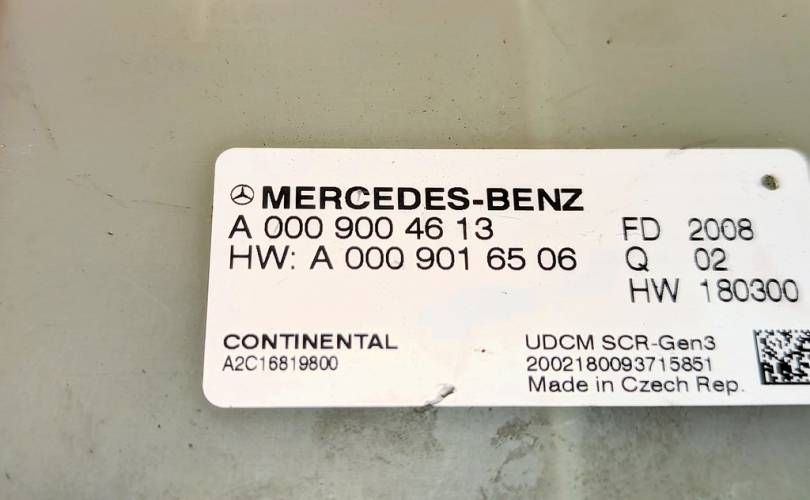 MERCEDES-BENZ
A 000 900 46 13 FD 2008
HW: A 000 901 65 06 Q 02
HW 180300
CONTINENTAL UDCM SCR-Gen3
A2C16819800 2002180093715851
Made in Czech Rep.